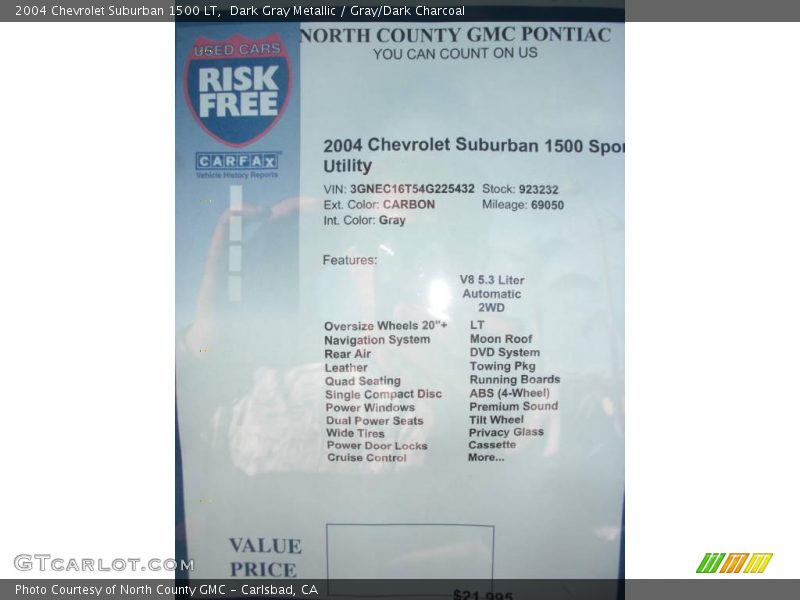 2004 Chevrolet Suburban 1500 LT, Dark Gray Metallic / Gray/Dark Charcoal
NORTH COUNTY GMC PONTIAC
YOU CAN COUNT ON US
USED CARS
RISK
FREE
CARFAX
Vehicle History Reports
2004 Chevrolet Suburban 1500 Spor
Utility
VIN: 3GNEC16T54G225432 Stock: 923232
Ext. Color: CARBON Mileage: 69050
Int. Color: Gray
Features:
V8 5.3 Liter
Automatic
2WD
Oversize Wheels 20"+ LT
Navigation System Moon Roof
Rear Air DVD System
Leather Towing Pkg
Quad Seating Running Boards
Single Compact Disc ABS (4-Wheel)
Power Windows Premium Sound
Dual Power Seats Tilt Wheel
Wide Tires Privacy Glass
Power Door Locks Cassette
Cruise Control More...
VALUE
PRICE
$21,995
GTcarlot.com
Photo Courtesy of North County GMC - Carlsbad, CA